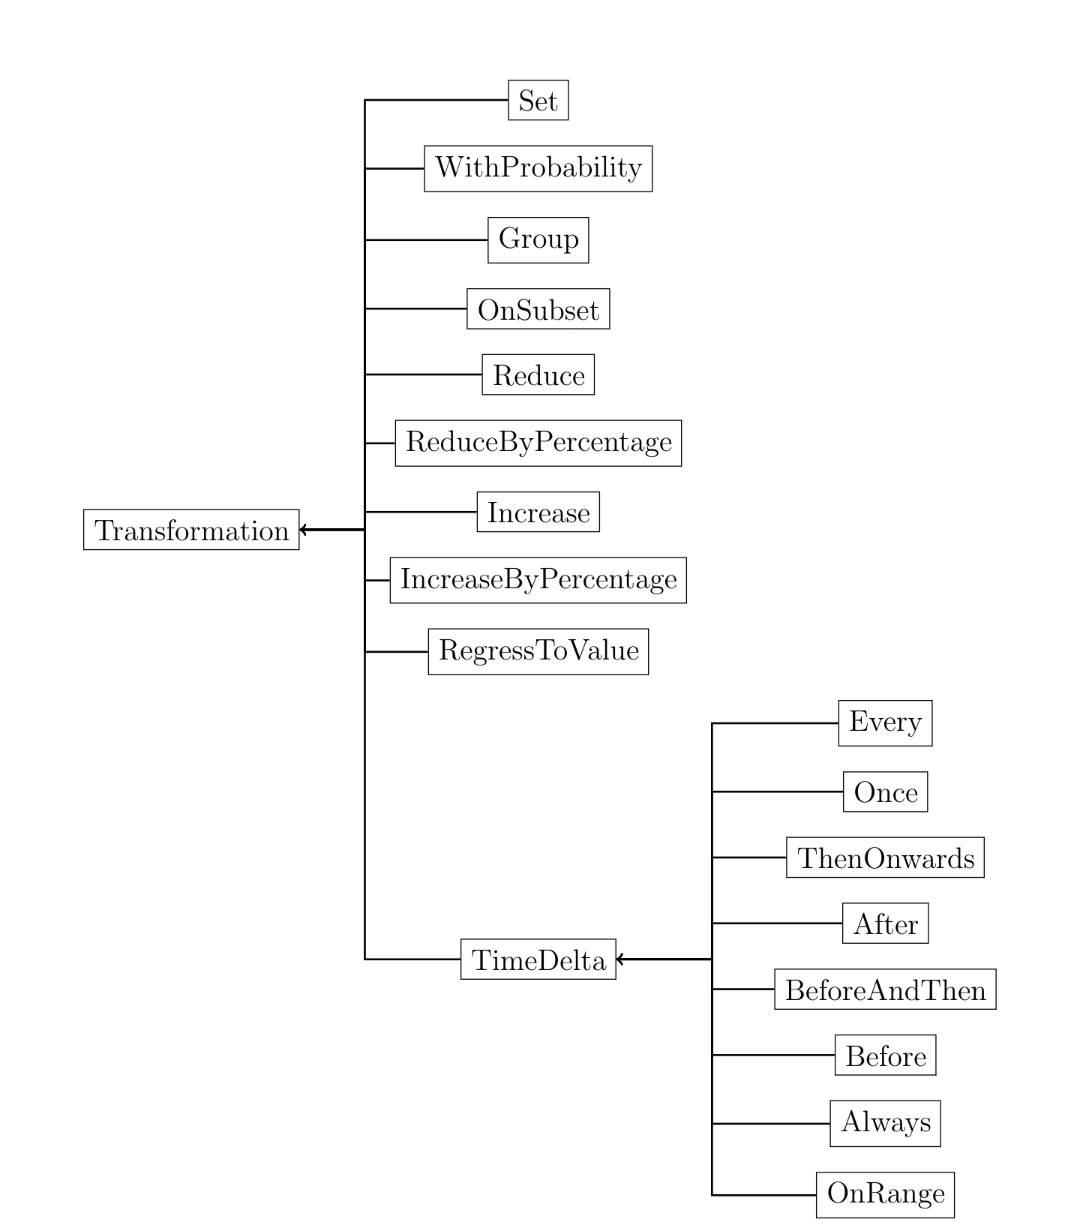 Set
WithProbability
Group
OnSubset
Reduce
ReduceByPercentage
Increase
Transformation
IncreaseByPercentage
RegressToValue
Every
Once
ThenOnwards
After
TimeDelta
BeforeAndThen
Before
Always
OnRange